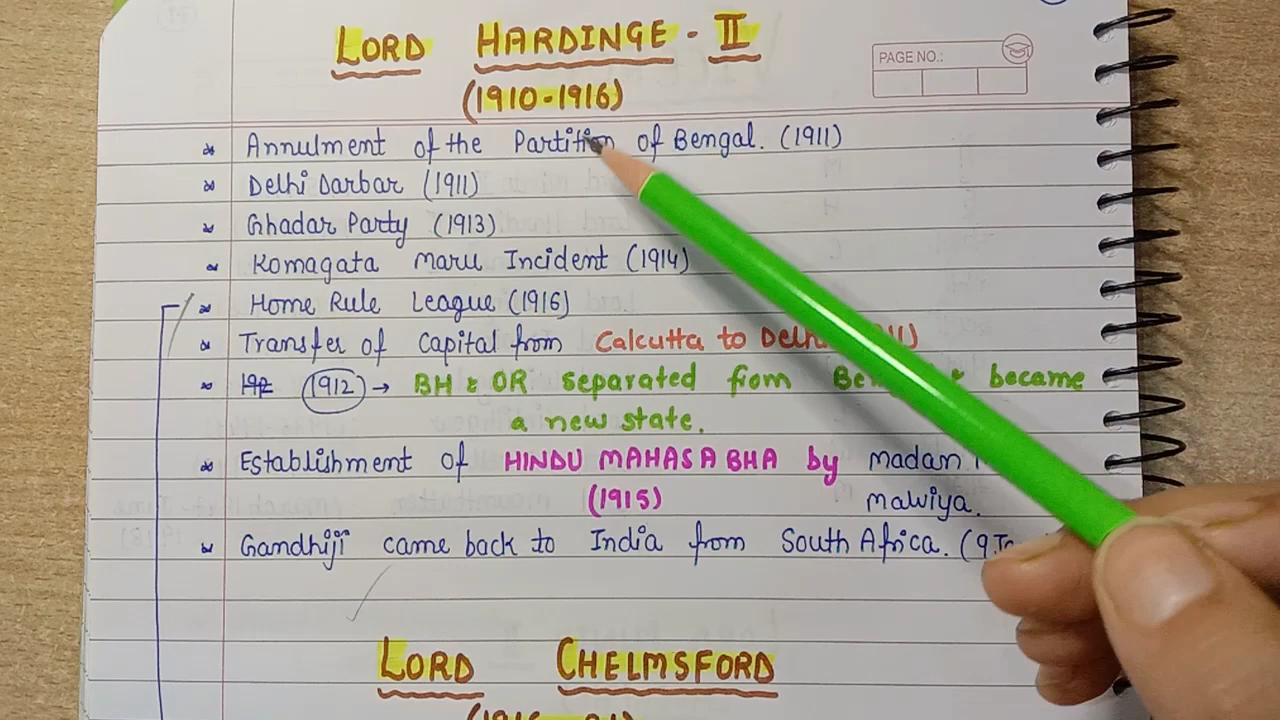 LORD HARDINGE - II
PAGE NO.:
(1910-1916)
Annulment of the Partition of Bengal. (1911)
Delhi Darbar (1911)
Ghadar Party (1913)
Komagata maru Incident (1914)
Home Rule League (1916)
Transfer of capital from Calcutta to
(1912) → BH & OR separated from became
a new state.
Establishment of HINDU MAHASABHA by madan
(1915) malviya.
Gandhiji came back to India from South Africa. (9
LORD CHELMSFORD